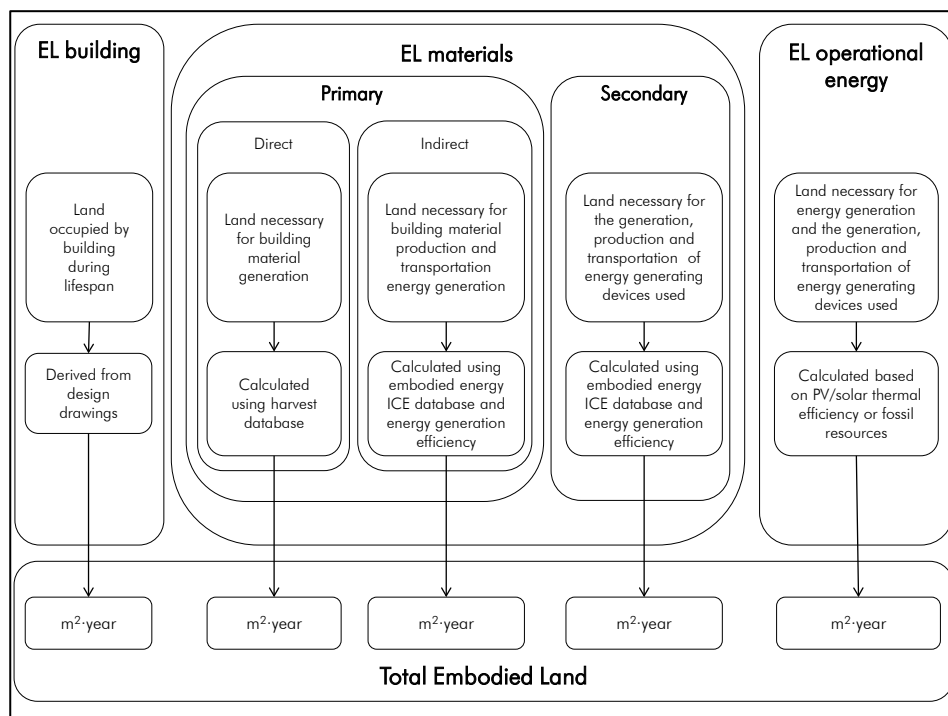 EL building
Land
occupied by
building
during
lifespan
Derived from
design
drawings
EL materials
Primary
Direct
Land necessary
for building
material
generation
Calculated
using harvest
database
Indirect
Land necessary for
building material
production and
transportation
energy generation
Calculated using
embodied energy
ICE database and
energy generation
efficiency
Secondary
Land necessary for
the generation,
production and
transportation of
energy generating
devices used
Calculated using
embodied energy
ICE database and
energy generation
efficiency
EL operational
energy
Land necessary for
energy generation
and the generation,
production and
transportation of
energy generating
devices used
Calculated based
on PV/solar thermal
efficiency or fossil
resources
m²·year
m²·year
m²·year
m²·year
m²·year
Total Embodied Land